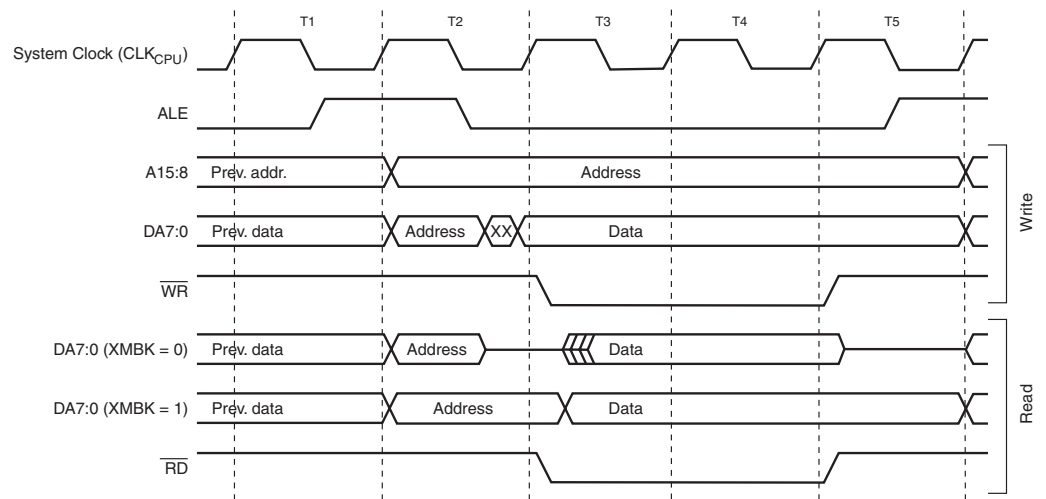 T1 T2 T3 T4 T5
System Clock (CLKCPU)
ALE
A15:8 Prev. addr. Address
DA7:0 Prev. data Address XX Data
WR
DA7:0 (XMBK = 0) Prev. data Address Data
DA7:0 (XMBK = 1) Prev. data Address Data
RD
Write
Read